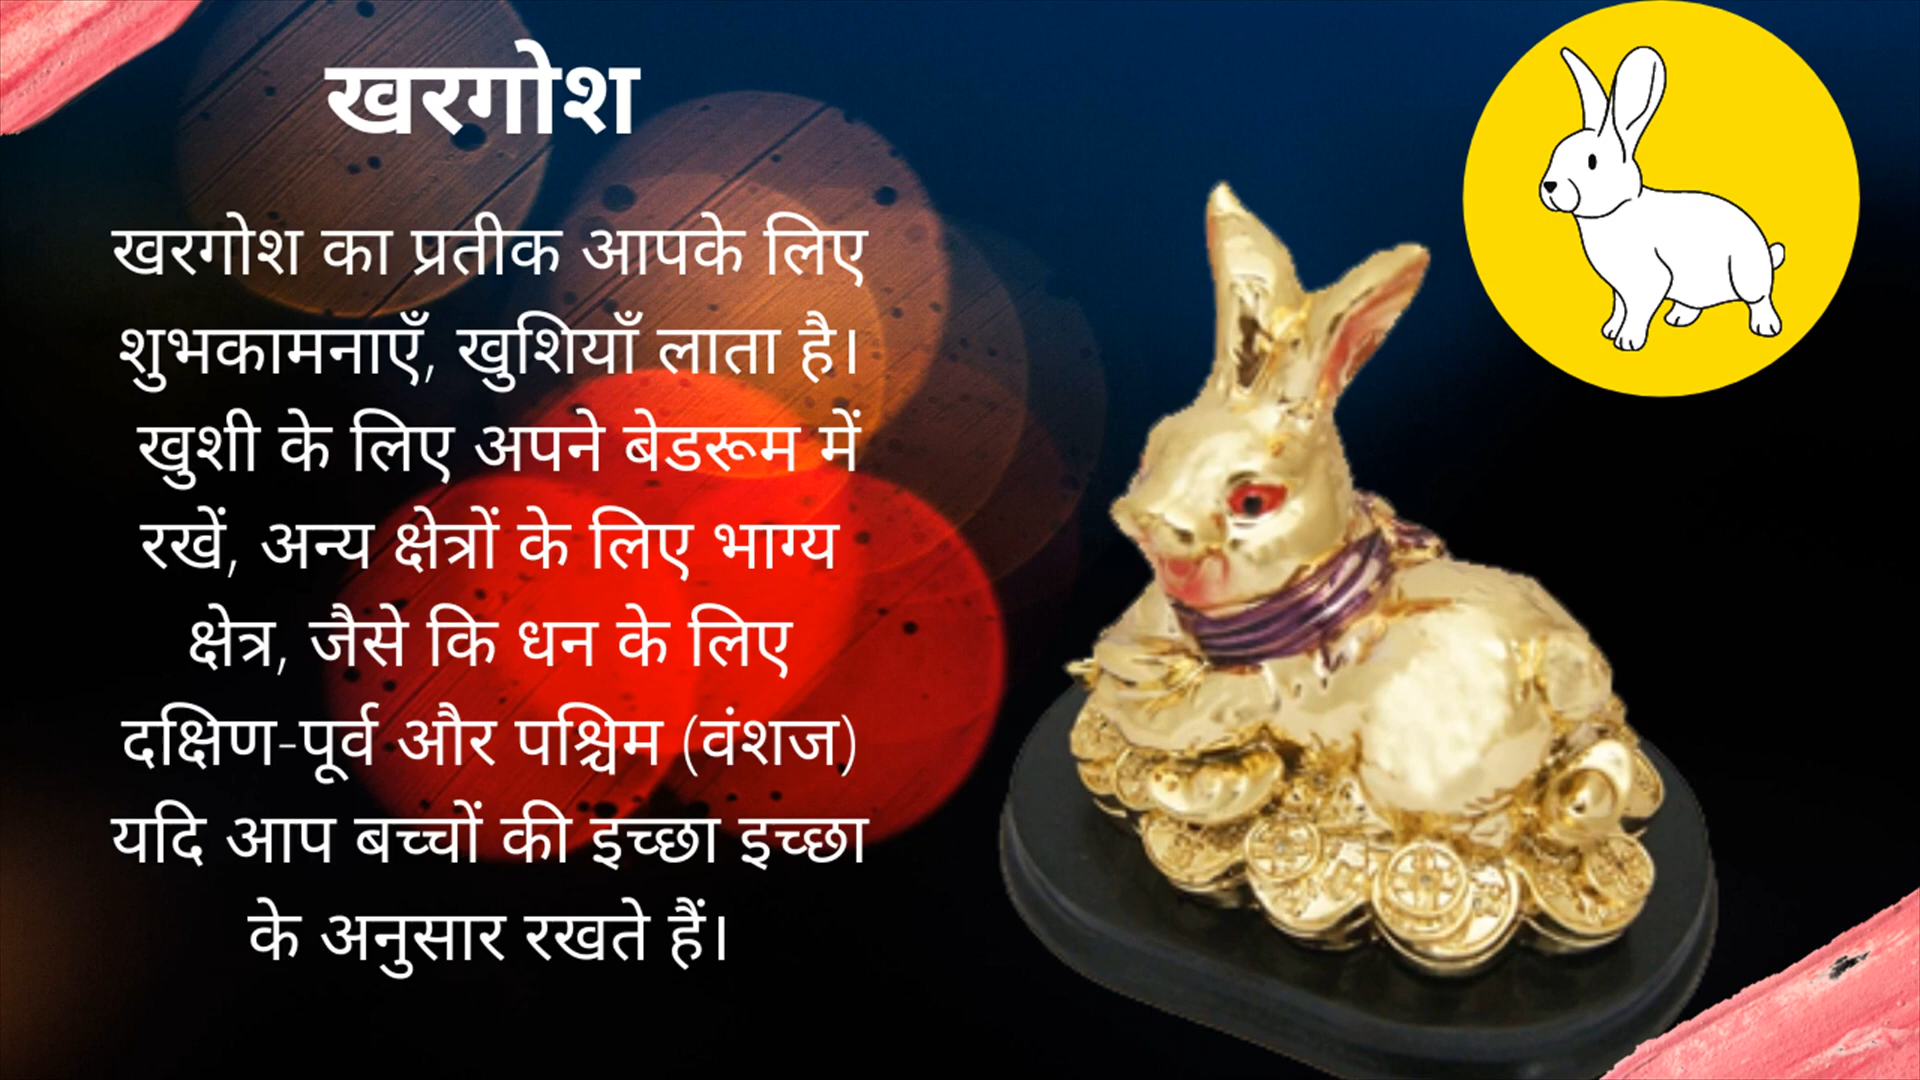 खरगोश
खरगोश का प्रतीक आपके लिए
शुभकामनाएँ, खुशियाँ लाता है।
खुशी के लिए अपने बेडरूम में
रखें, अन्य क्षेत्रों के लिए भाग्य
क्षेत्र, जैसे कि धन के लिए
दक्षिण-पूर्व और पश्चिम (वंशज)
यदि आप बच्चों की इच्छा इच्छा
के अनुसार रखते हैं।